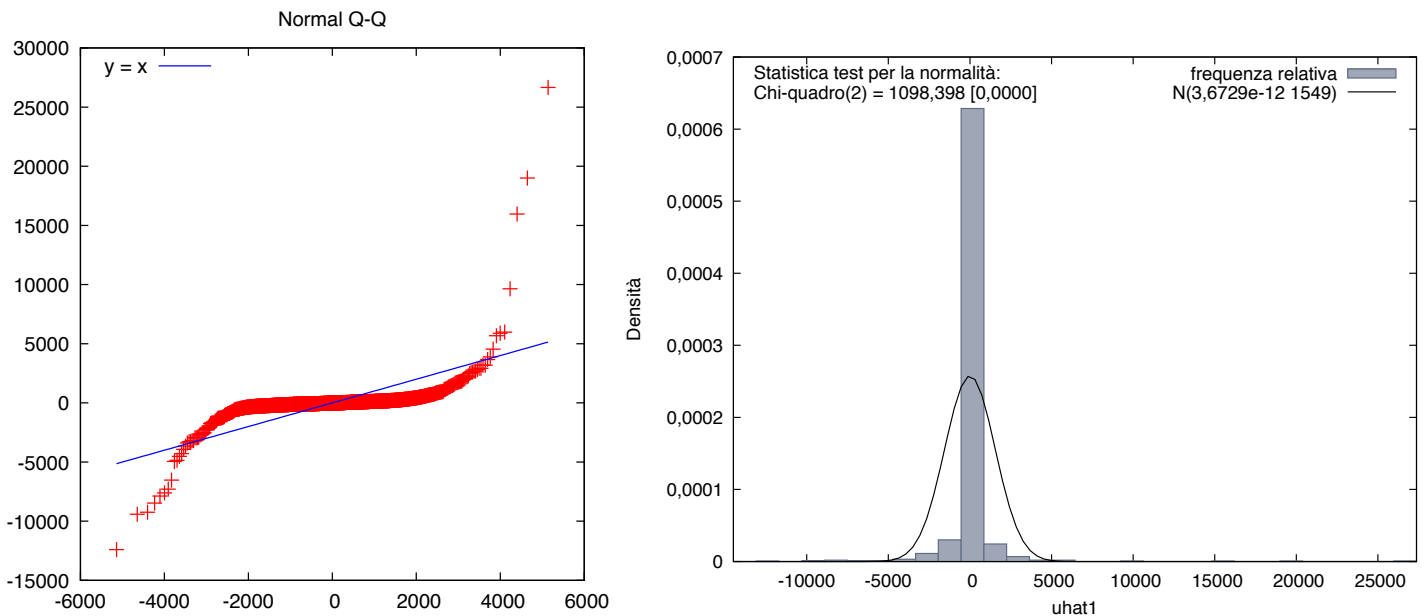 Normal Q-Q
30000
25000
20000
15000
10000
5000
0
-5000
-10000
-15000
-6000 -4000 -2000 0 2000 4000 6000
y = x
0,0007
0,0006
0,0005
0,0004
0,0003
0,0002
0,0001
0
Densità
Statistica test per la normalità:
Chi-quadro(2) = 1098,398 [0,0000]
frequenza relativa
N(3,6729e-12 1549)
-10000 -5000 0 5000 10000 15000 20000 25000
uhat1